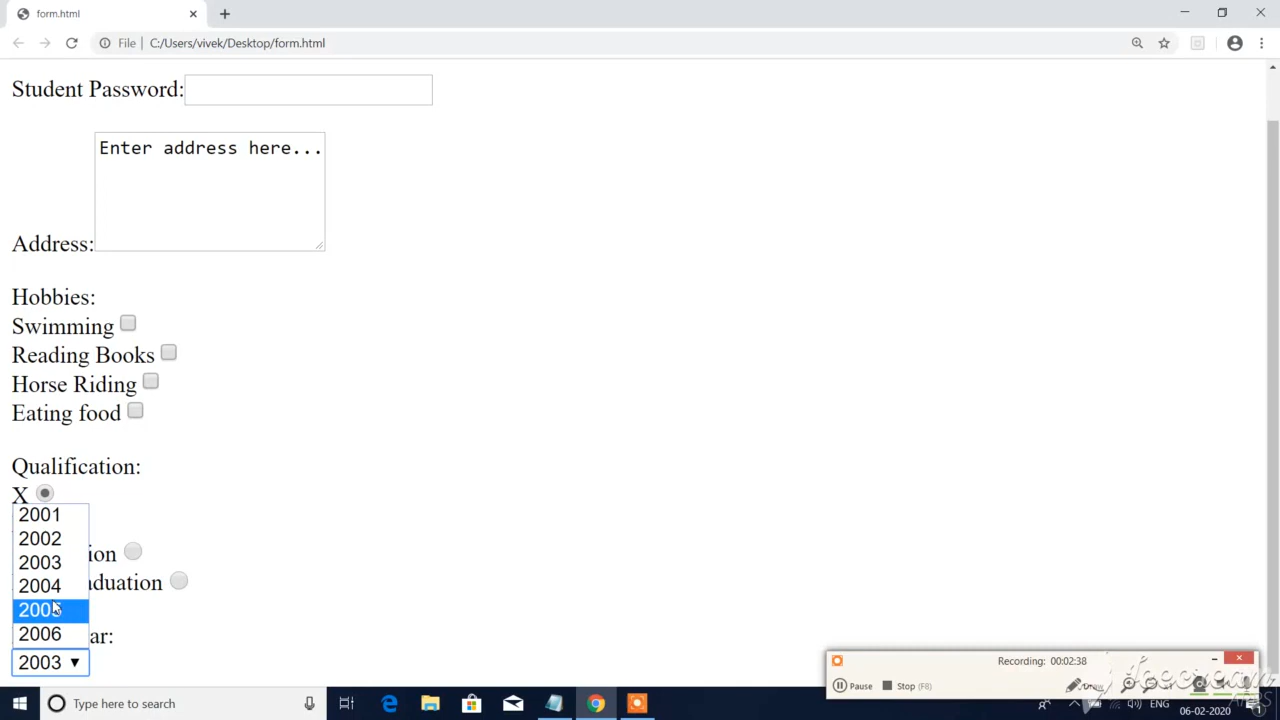 form.html
File
C:/Users/vivek/Desktop/form.html
Student Password:
Enter address here...
Address:
Hobbies:
Swimming
Reading Books
Horse Riding
Eating food
Qualification:
X
2001
2002
2003
ion
2004
aduation
2005
2006
ar:
2003
Recording: 00:02:38
Pause
Stop (F8)
Draw
Type here to search
ENG
06-02-2020